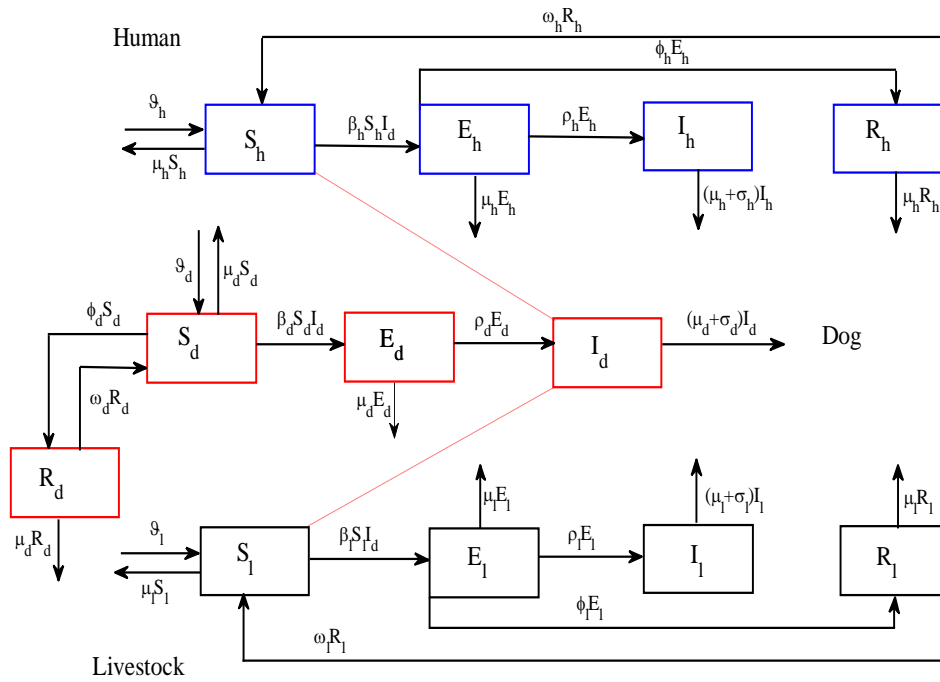 Human
ω_h R_h
φ_h E_h
ϑ_h
S_h
μ_h S_h
β_h S_h I_d
E_h
ρ_h E_h
I_h
R_h
μ_h E_h
(μ_h+σ_h)I_h
μ_h R_h
ϑ_d
μ_d S_d
φ_d S_d
S_d
β_d S_d I_d
E_d
ρ_d E_d
I_d
(μ_d+σ_d)I_d
Dog
ω_d R_d
μ_d E_d
R_d
μ_d R_d
ϑ_l
S_l
μ_l S_l
β_l S_l I_d
μ_l E_l
E_l
ρ_l E_l
(μ_l+σ_l)I_l
I_l
μ_l R_l
R_l
φ_l E_l
ω_l R_l
Livestock